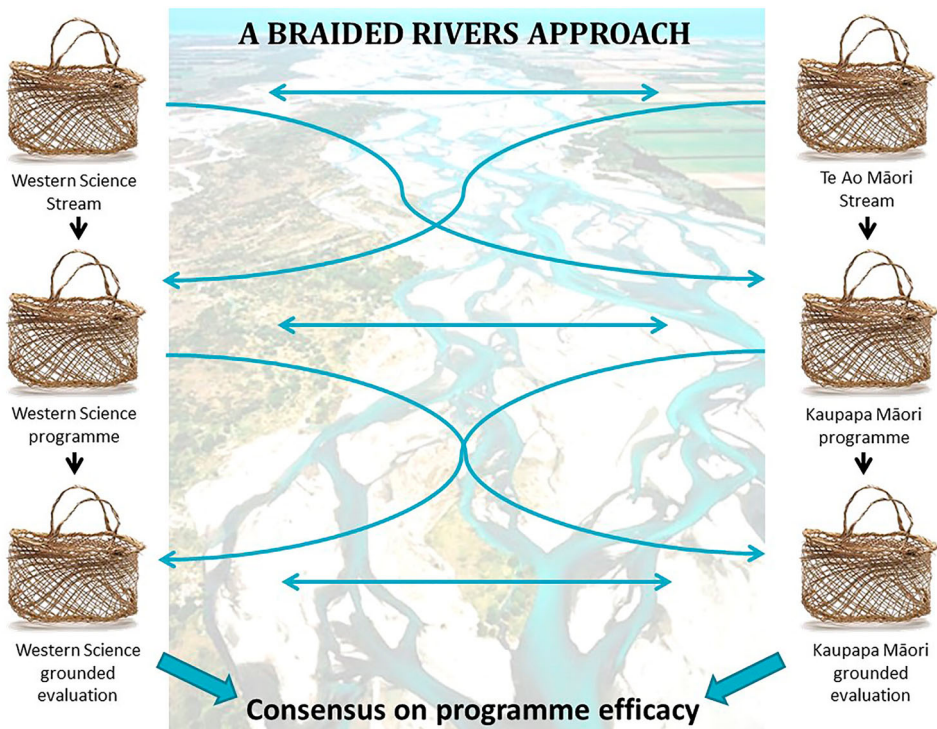 A BRAIDED RIVERS APPROACH
Western Science
Stream
Te Ao Māori
Stream
Western Science
programme
Kaupapa Māori
programme
Western Science
grounded
evaluation
Kaupapa Māori
grounded
evaluation
Consensus on programme efficacy